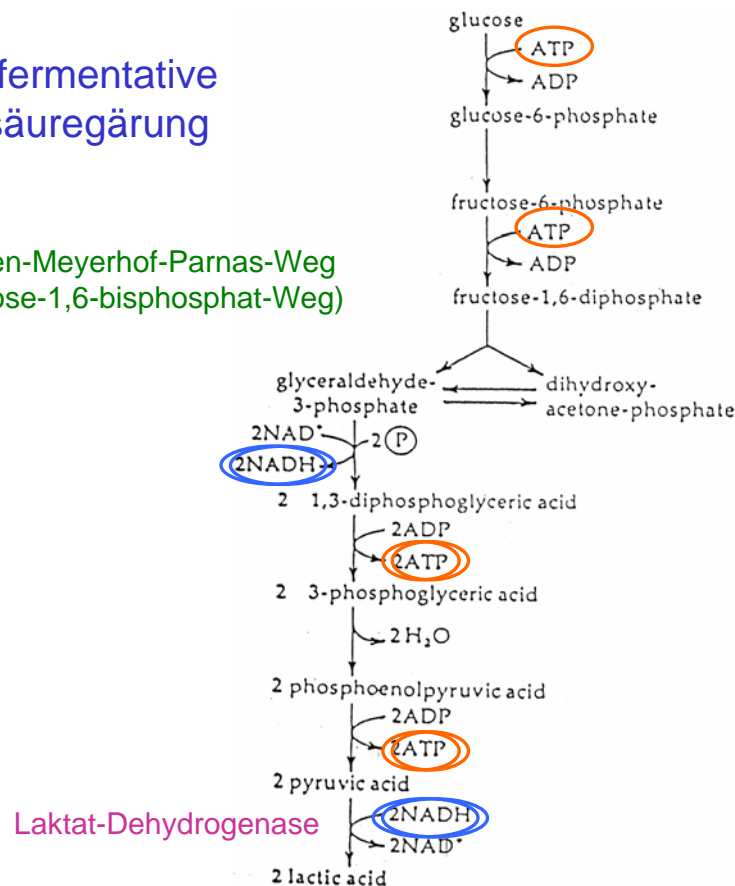 fermentative
säuregärung
en-Meyerhof-Parnas-Weg
ose-1,6-bisphosphat-Weg)
glucose
ATP
ADP
glucose-6-phosphate
fructose-6-phosphate
ATP
ADP
fructose-1,6-diphosphate
glyceraldehyde-
3-phosphate
dihydroxy-
acetone-phosphate
2NAD⁺
2 P
2NADH
2 1,3-diphosphoglyceric acid
2ADP
2ATP
2 3-phosphoglyceric acid
2H₂O
2 phosphoenolpyruvic acid
2ADP
2ATP
2 pyruvic acid
Laktat-Dehydrogenase
2NADH
2NAD⁺
2 lactic acid